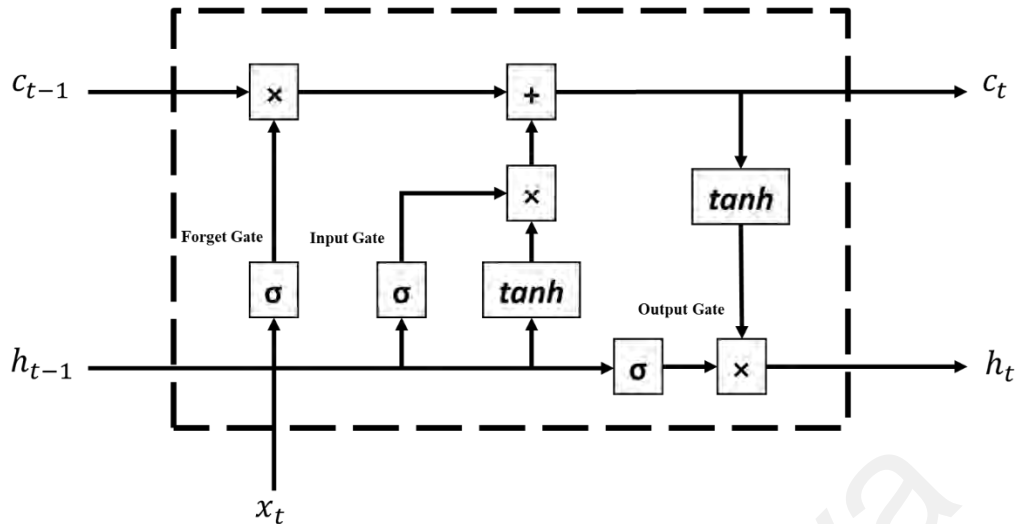 c_{t-1} × + c_t
× tanh
Forget Gate Input Gate
σ σ tanh
Output Gate
h_{t-1} σ × h_t
x_t